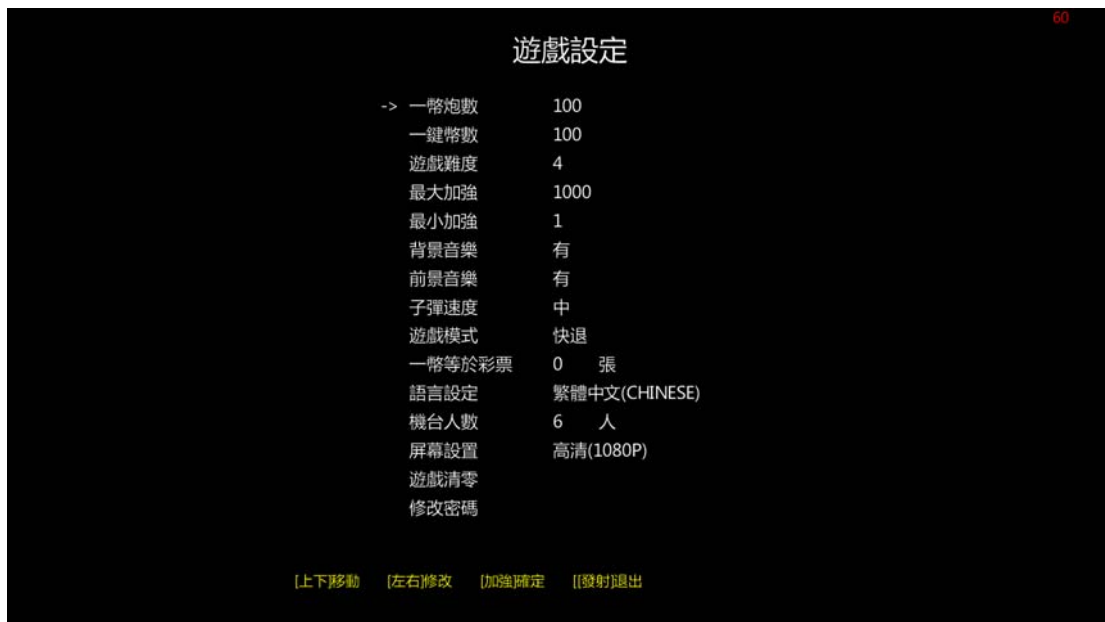 60
遊戲設定
-> 一幣炮數 100
一鍵幣數 100
遊戲難度 4
最大加強 1000
最小加強 1
背景音樂 有
前景音樂 有
子彈速度 中
遊戲模式 快退
一幣等於彩票 0 張
語言設定 繁體中文(CHINESE)
機台人數 6 人
屏幕設置 高清(1080P)
遊戲清零
修改密碼
[上下]移動 [左右]修改 [加強]確定 [[發射]退出